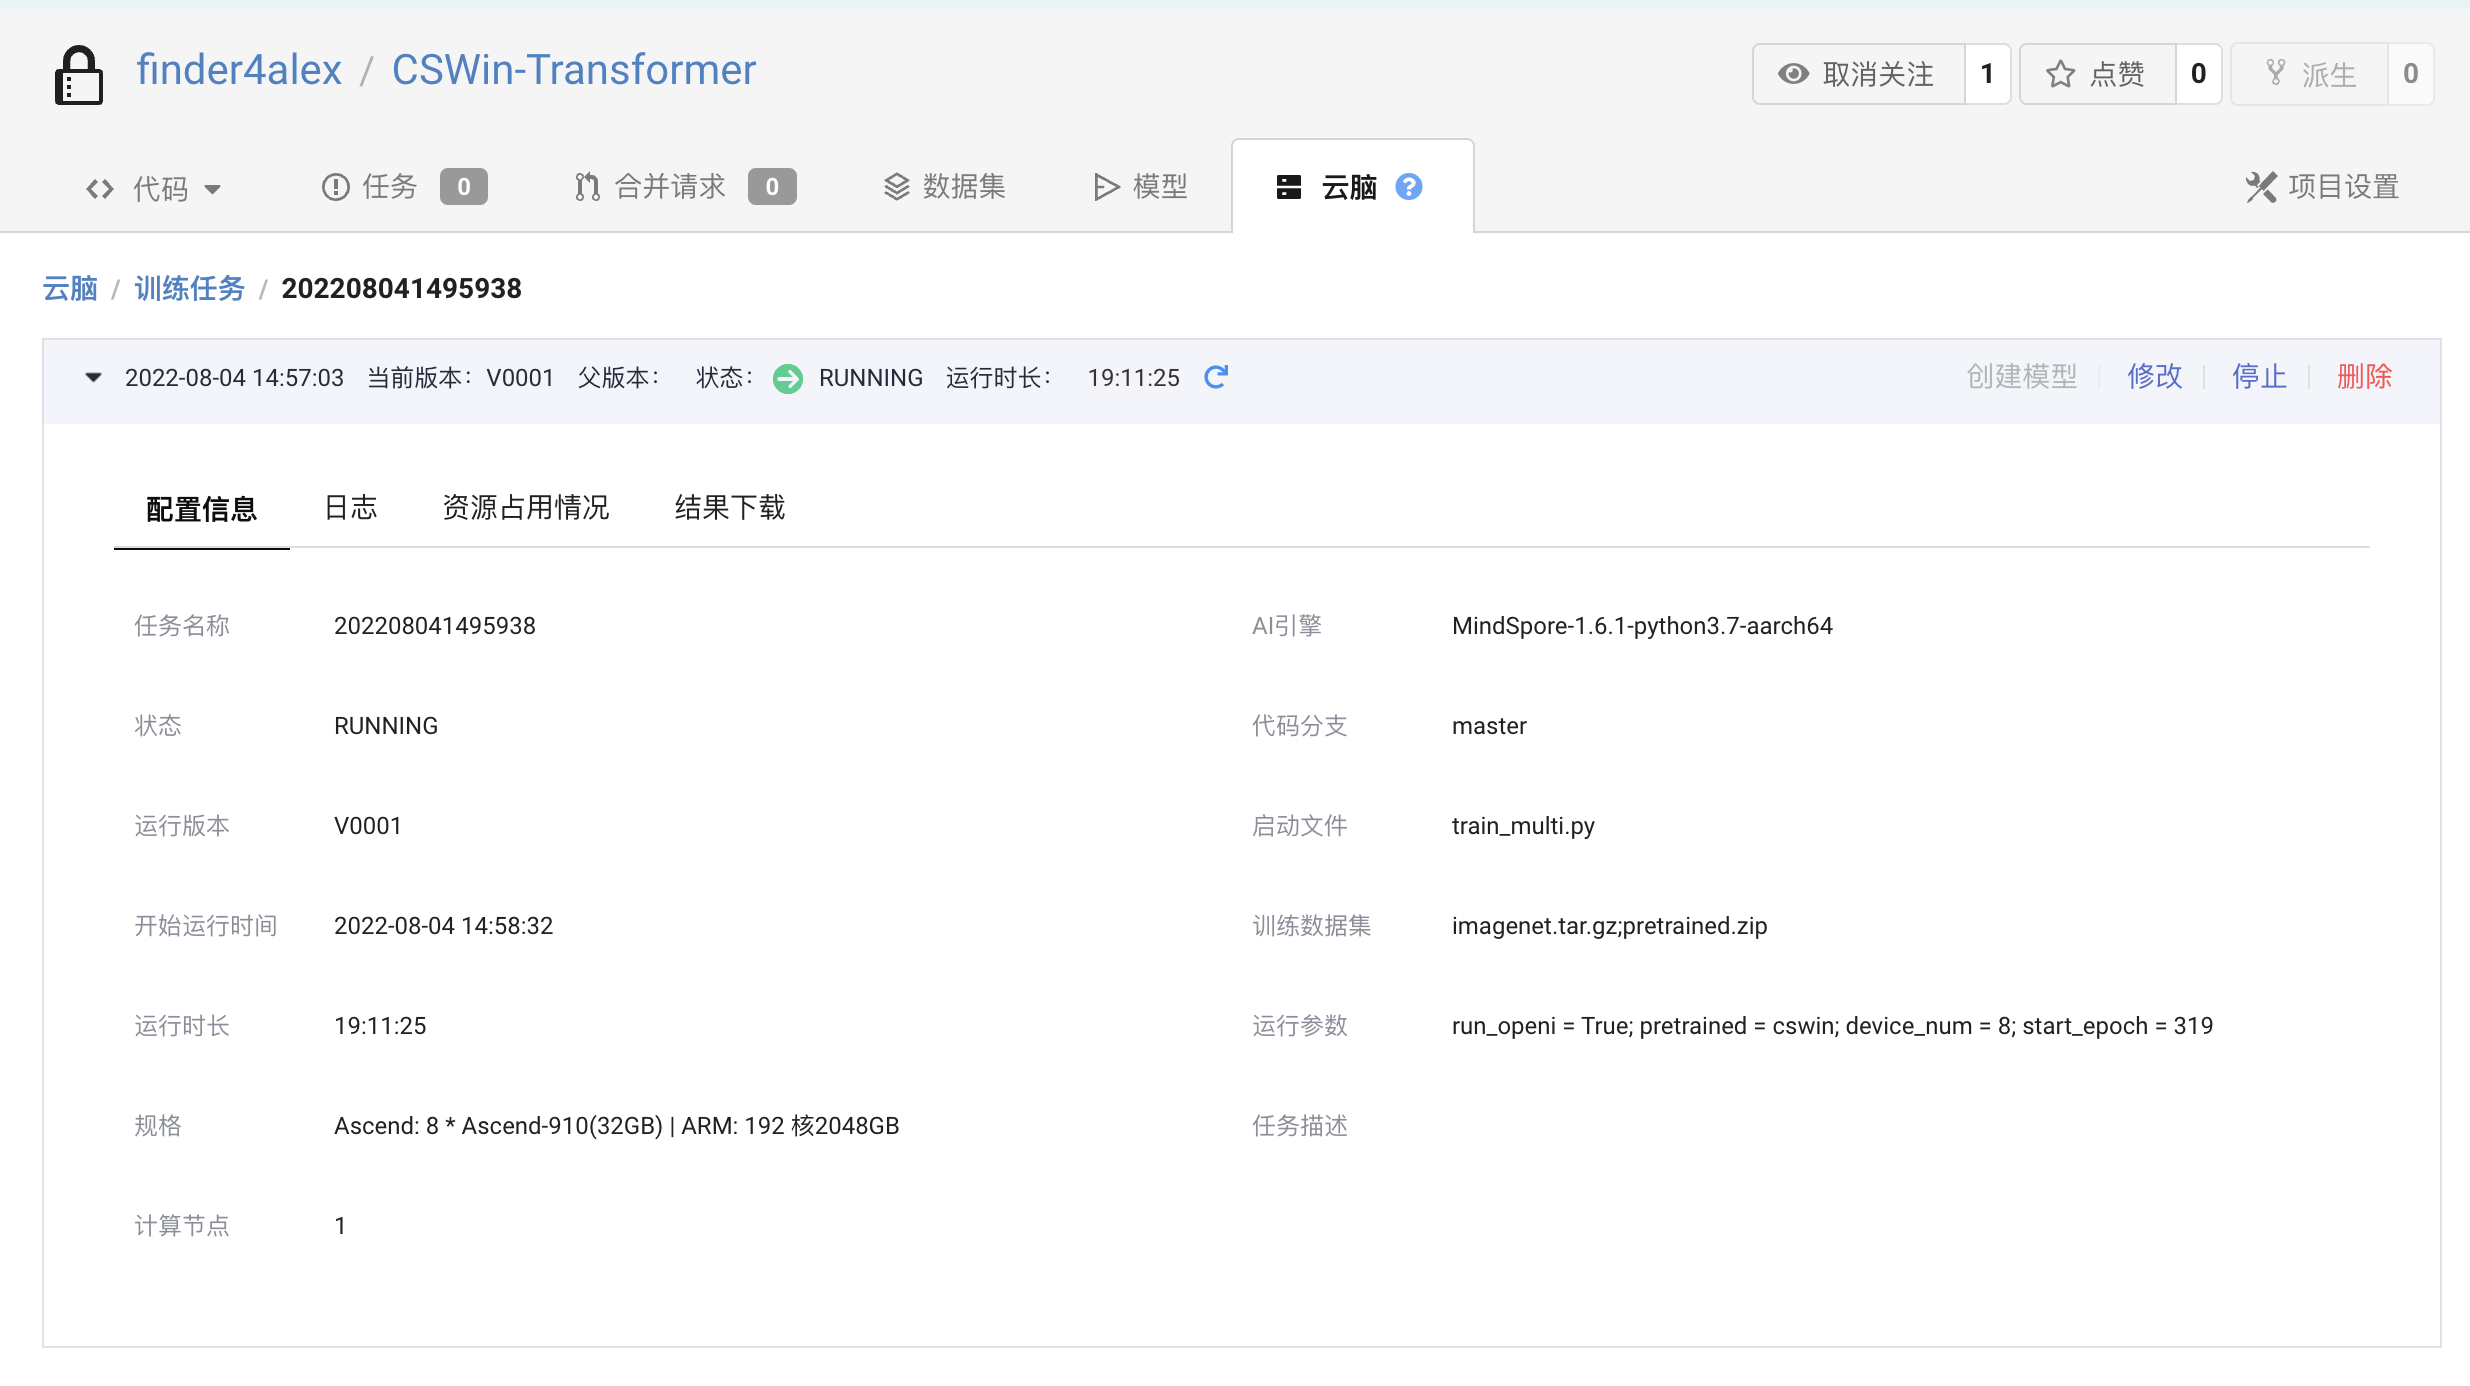 finder4alex / CSWin-Transformer
取消关注 1 点赞 0 派生 0
代码 任务 0 合并请求 0 数据集 模型 云脑 ? 项目设置
云脑 / 训练任务 / 202208041495938
2022-08-04 14:57:03 当前版本：V0001 父版本： 状态： RUNNING 运行时长： 19:11:25 创建模型 修改 停止 删除
配置信息 日志 资源占用情况 结果下载
任务名称 202208041495938 AI引擎 MindSpore-1.6.1-python3.7-aarch64
状态 RUNNING 代码分支 master
运行版本 V0001 启动文件 train_multi.py
开始运行时间 2022-08-04 14:58:32 训练数据集 imagenet.tar.gz;pretrained.zip
运行时长 19:11:25 运行参数 run_openi = True; pretrained = cswin; device_num = 8; start_epoch = 319
规格 Ascend: 8 * Ascend-910(32GB) | ARM: 192 核2048GB 任务描述
计算节点 1